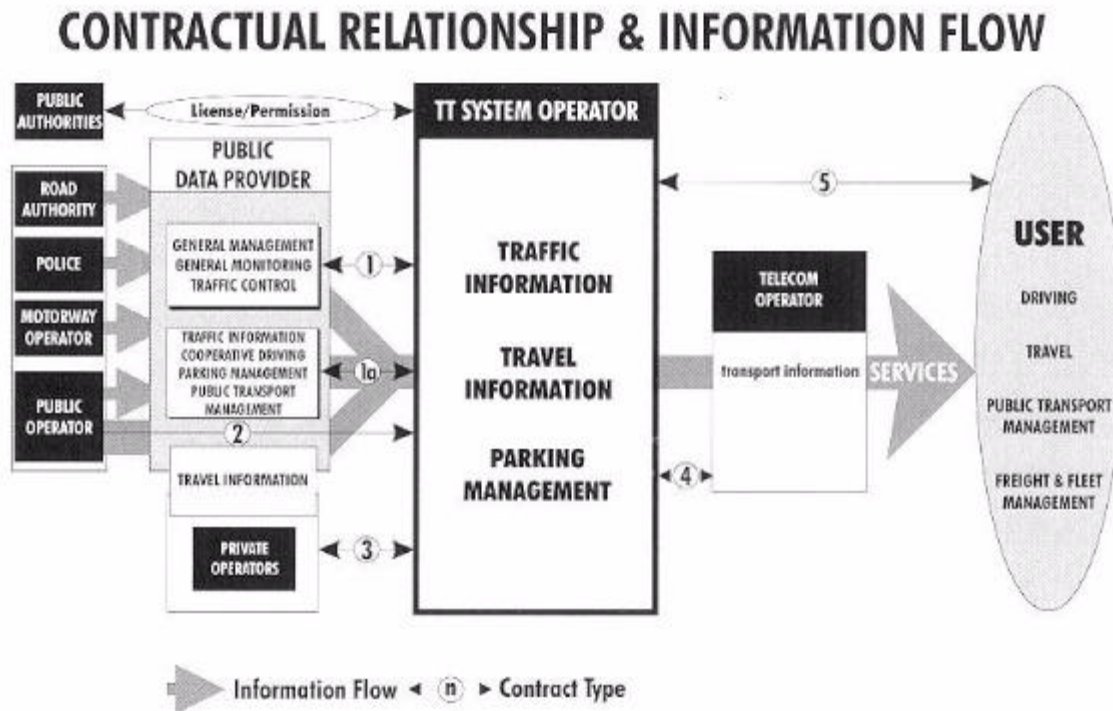 CONTRACTUAL RELATIONSHIP & INFORMATION FLOW
PUBLIC
AUTHORITIES
License/Permission
TT SYSTEM OPERATOR
PUBLIC
DATA PROVIDER
ROAD
AUTHORITY
POLICE
MOTORWAY
OPERATOR
PUBLIC
OPERATOR
GENERAL MANAGEMENT
GENERAL MONITORING
TRAFFIC CONTROL
1
TRAFFIC INFORMATION
COOPERATIVE DRIVING
PARKING MANAGEMENT
PUBLIC TRANSPORT
MANAGEMENT
1a
2
TRAVEL INFORMATION
PRIVATE
OPERATORS
3
TRAFFIC
INFORMATION
TRAVEL
INFORMATION
PARKING
MANAGEMENT
5
TELECOM
OPERATOR
transport information
4
SERVICES
USER
DRIVING
TRAVEL
PUBLIC TRANSPORT
MANAGEMENT
FREIGHT & FLEET
MANAGEMENT
Information Flow
n
Contract Type